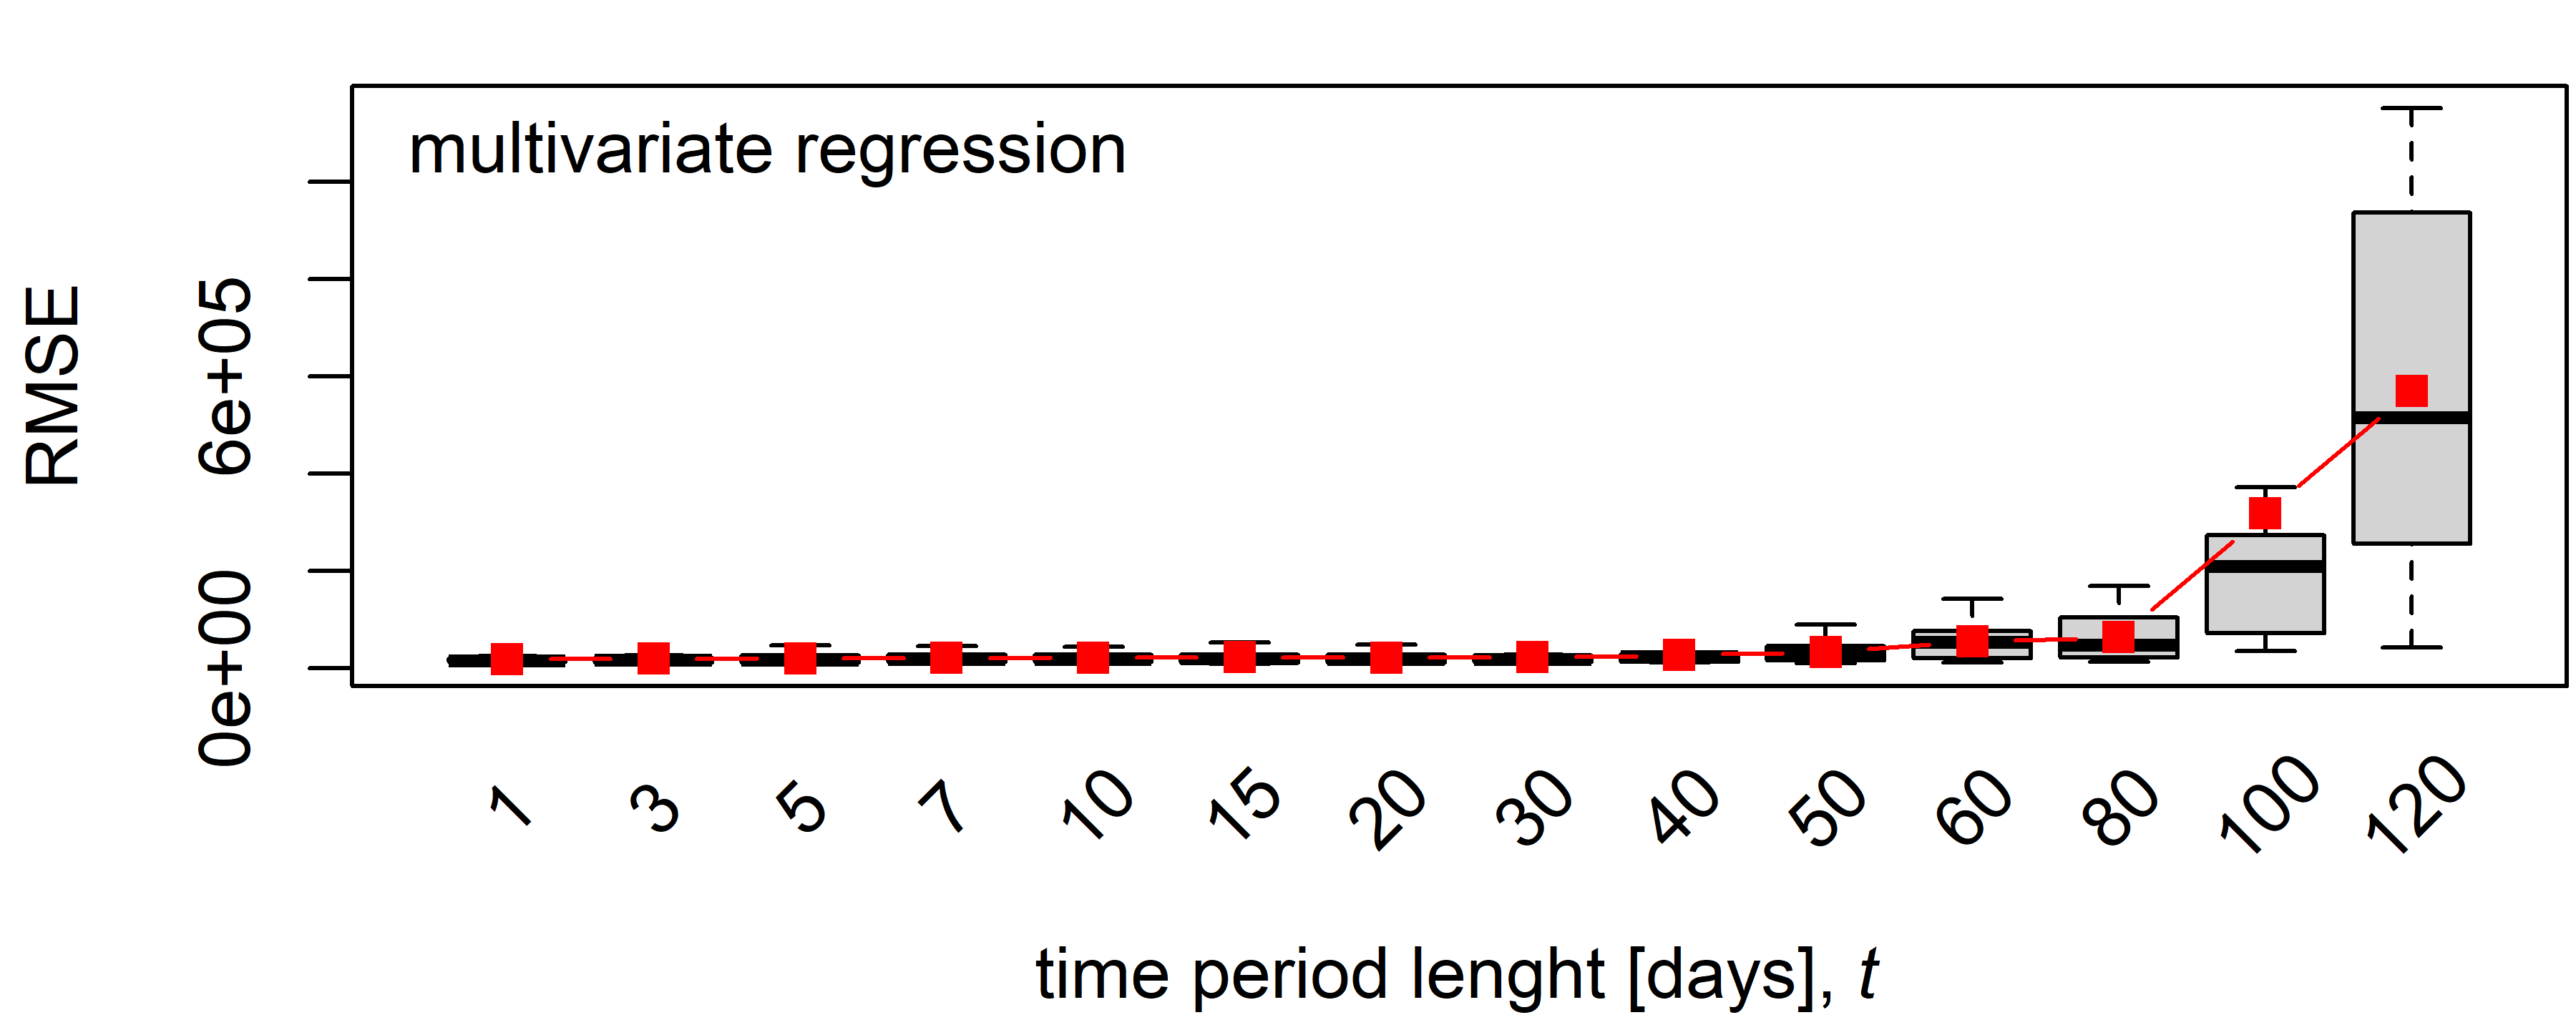 multivariate regression
RMSE
6e+05
0e+00
1 3 5 7 10 15 20 30 40 50 60 80 100 120
time period lenght [days], t